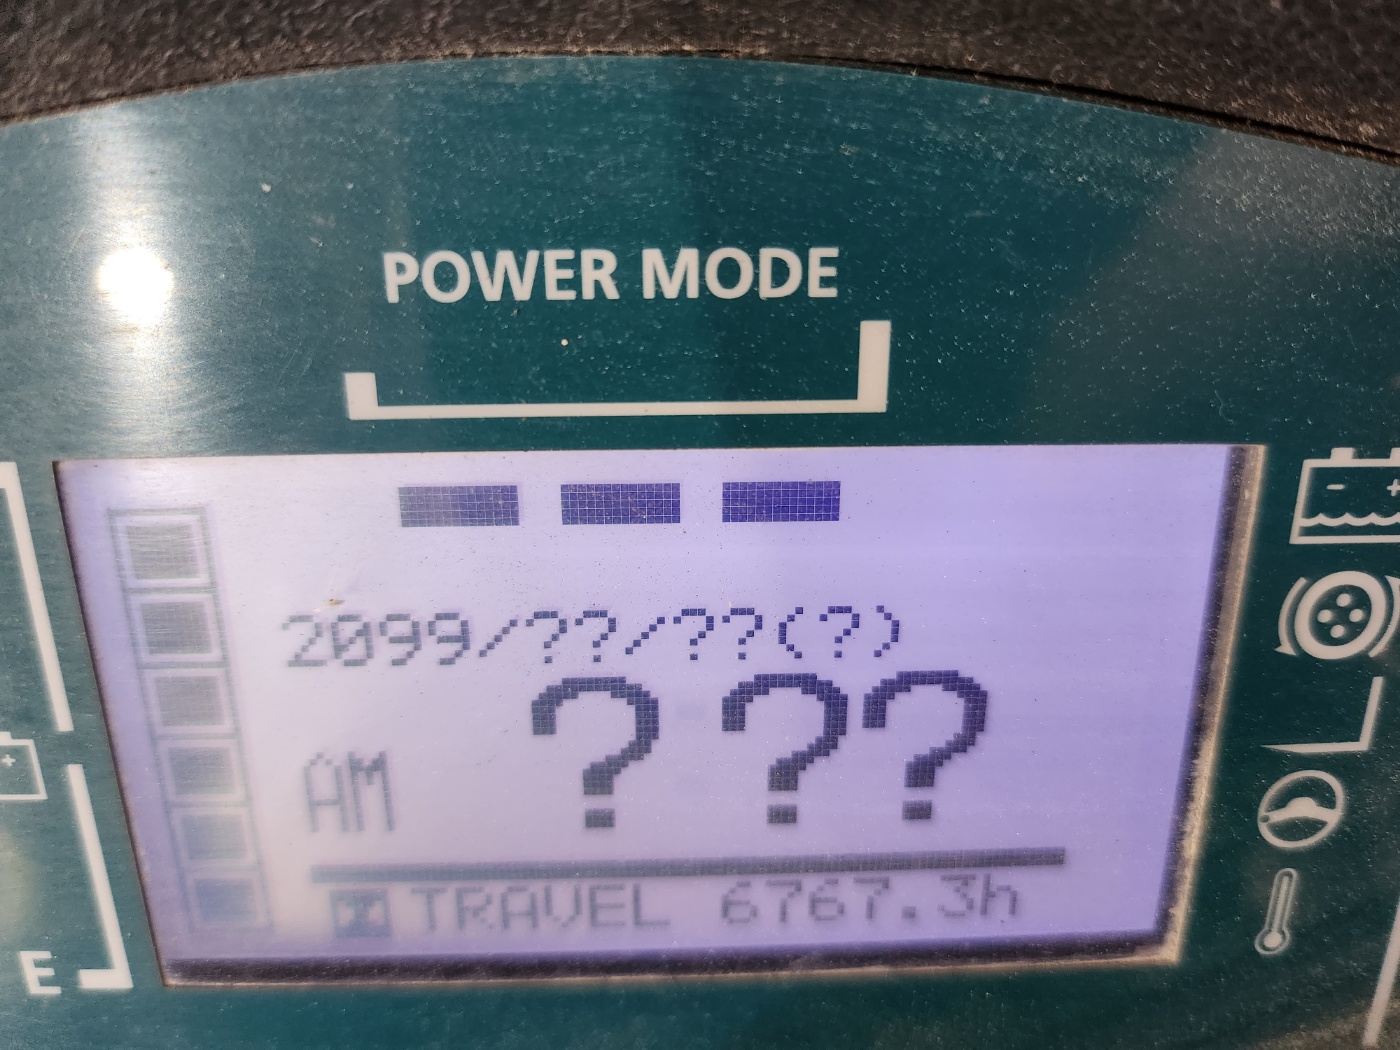 POWER MODE
2099/??/??(?)
AM ? ??
TRAVEL 6767.3h
E